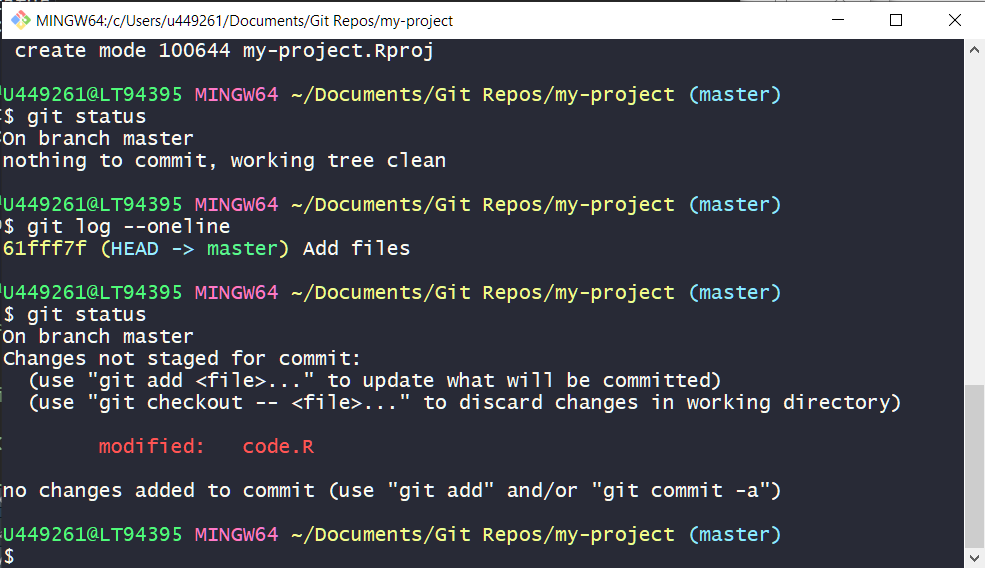 MINGW64:/c/Users/u449261/Documents/Git Repos/my-project
create mode 100644 my-project.Rproj
U449261@LT94395 MINGW64 ~/Documents/Git Repos/my-project (master)
$ git status
On branch master
nothing to commit, working tree clean
U449261@LT94395 MINGW64 ~/Documents/Git Repos/my-project (master)
$ git log --oneline
61fff7f (HEAD -> master) Add files
U449261@LT94395 MINGW64 ~/Documents/Git Repos/my-project (master)
$ git status
On branch master
Changes not staged for commit:
  (use "git add <file>..." to update what will be committed)
  (use "git checkout -- <file>..." to discard changes in working directory)
        modified:   code.R
no changes added to commit (use "git add" and/or "git commit -a")
U449261@LT94395 MINGW64 ~/Documents/Git Repos/my-project (master)
$